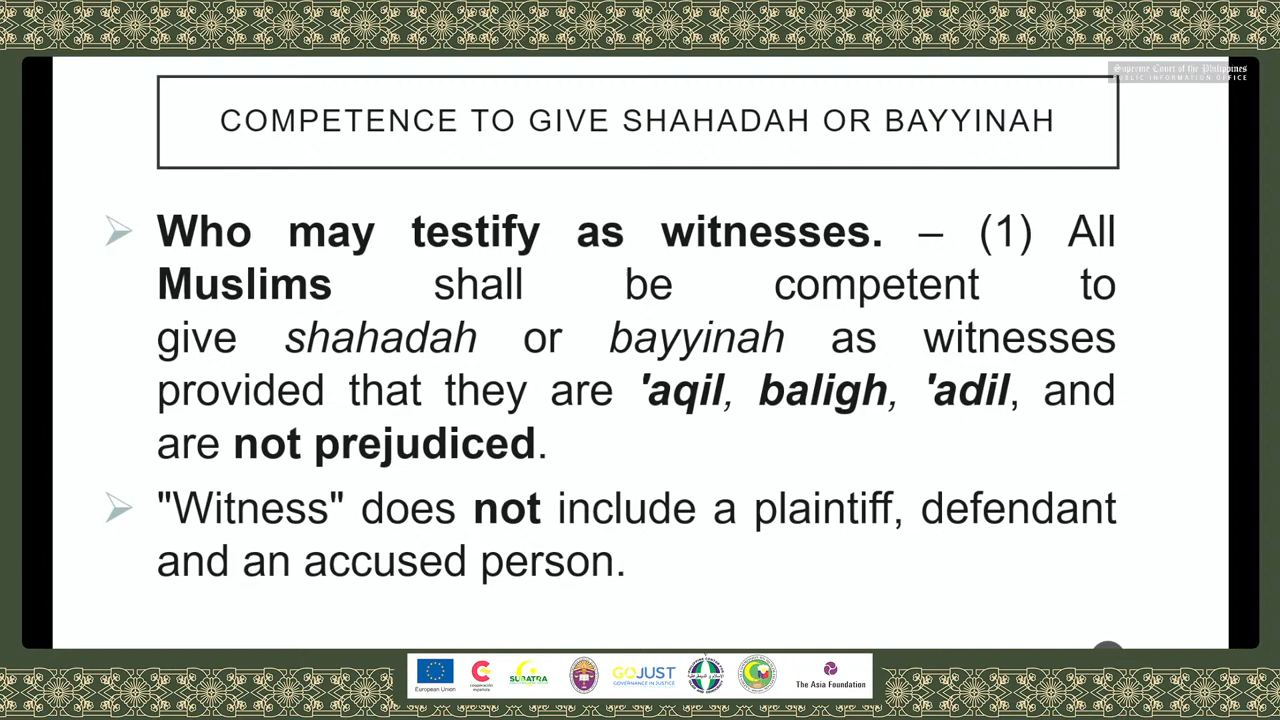 Supreme Court of the Philippines
PUBLIC INFORMATION OFFICE
COMPETENCE TO GIVE SHAHADAH OR BAYYINAH
Who may testify as witnesses. – (1) All
Muslims shall be competent to
give shahadah or bayyinah as witnesses
provided that they are 'aqil, baligh, 'adil, and
are not prejudiced.
"Witness" does not include a plaintiff, defendant
and an accused person.
European Union
cooperación
española
SUBATRA
GOJUST
GOVERNANCE IN JUSTICE
The Asia Foundation